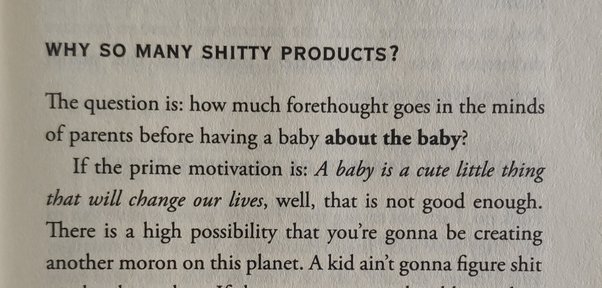 WHY SO MANY SHITTY PRODUCTS?
The question is: how much forethought goes in the minds
of parents before having a baby about the baby?
If the prime motivation is: A baby is a cute little thing
that will change our lives, well, that is not good enough.
There is a high possibility that you're gonna be creating
another moron on this planet. A kid ain't gonna figure shit